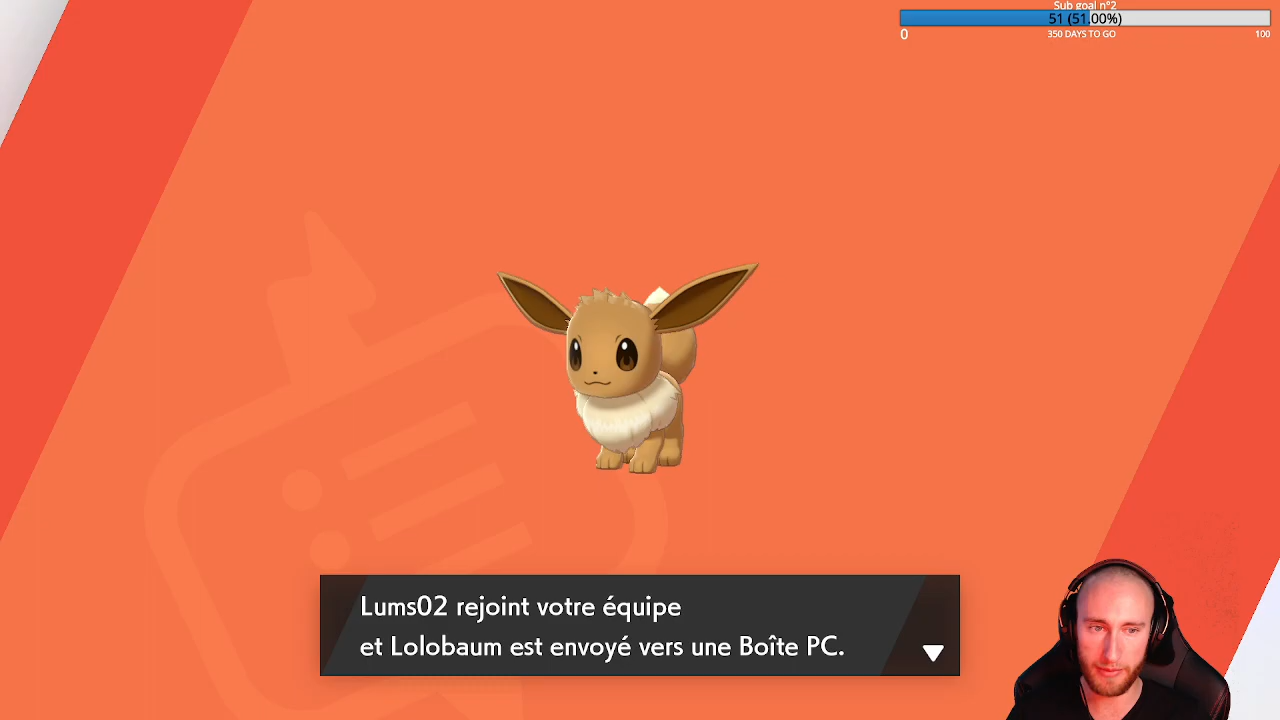 Sub goal n°2
51 (51.00%)
0
350 DAYS TO GO
100
Lums02 rejoint votre équipe
et Lolobaum est envoyé vers une Boîte PC.